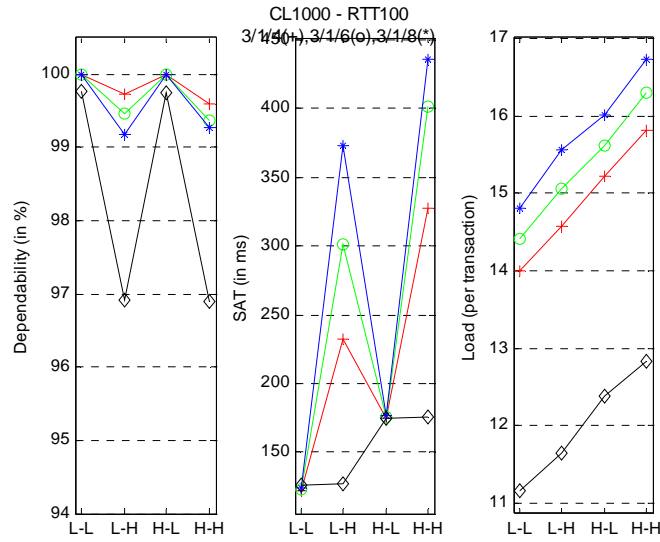 CL1000 - RTT100
3/1/4(+),3/1/6(o),3/1/8(*)
Dependability (in %)
100
99
98
97
96
95
94
L-L L-H H-L H-H
SAT (in ms)
450
400
350
300
250
200
150
L-L L-H H-L H-H
Load (per transaction)
17
16
15
14
13
12
11
L-L L-H H-L H-H